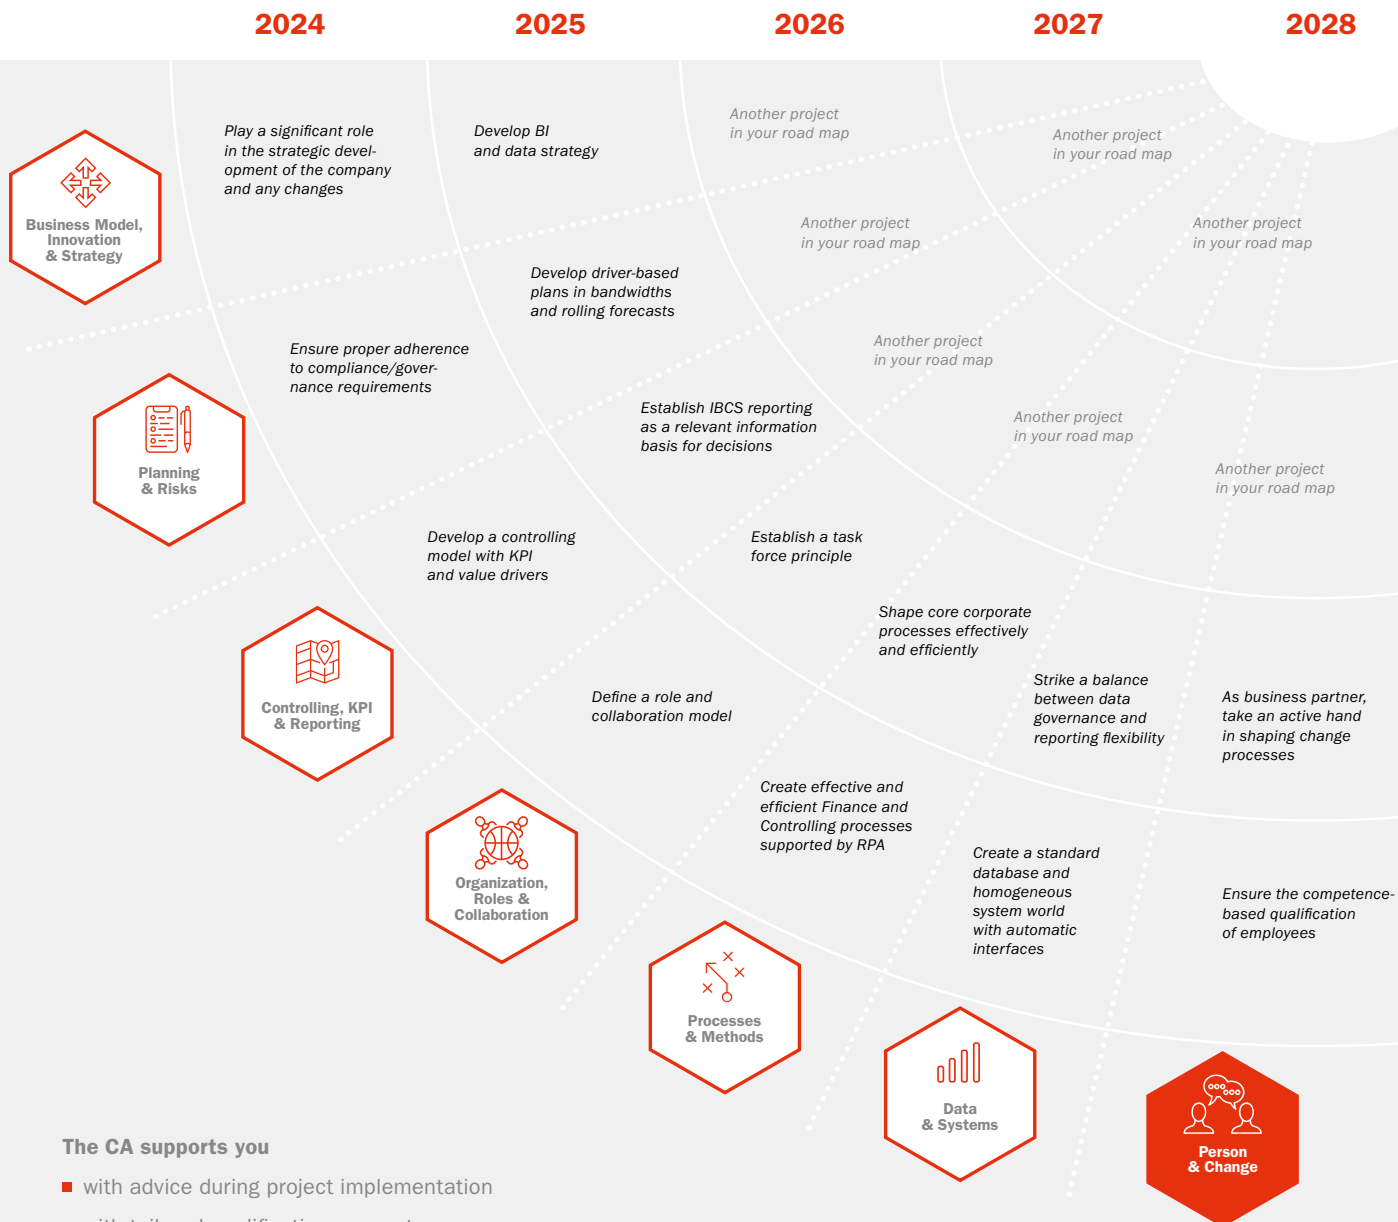 2024 2025 2026 2027 2028
Play a significant role
in the strategic devel-
opment of the company
and any changes
Develop BI
and data strategy
Another project
in your road map
Another project
in your road map
Business Model,
Innovation
& Strategy
Another project
in your road map
Another project
in your road map
Develop driver-based
plans in bandwidths
and rolling forecasts
Ensure proper adherence
to compliance/gover-
nance requirements
Another project
in your road map
Planning
& Risks
Establish IBCS reporting
as a relevant information
basis for decisions
Another project
in your road map
Another project
in your road map
Develop a controlling
model with KPI
and value drivers
Establish a task
force principle
Shape core corporate
processes effectively
and efficiently
Controlling, KPI
& Reporting
Define a role and
collaboration model
Strike a balance
between data
governance and
reporting flexibility
As business partner,
take an active hand
in shaping change
processes
Create effective and
efficient Finance and
Controlling processes
supported by RPA
Organization,
Roles &
Collaboration
Create a standard
database and
homogeneous
system world
with automatic
interfaces
Ensure the competence-
based qualification
of employees
Processes
& Methods
Data
& Systems
Person
& Change
The CA supports you
with advice during project implementation